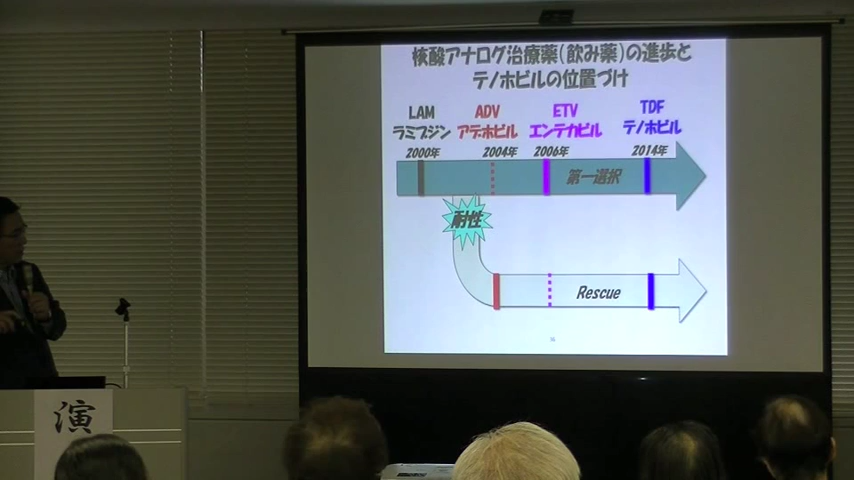 核酸アナログ治療薬(飲み薬)の進歩と
テノホビルの位置づけ
LAM
ラミブジン
ADV
アデホビル
ETV
エンテカビル
TDF
テノホビル
2000年
2004年
2006年
2014年
第一選択
耐性
Rescue
演